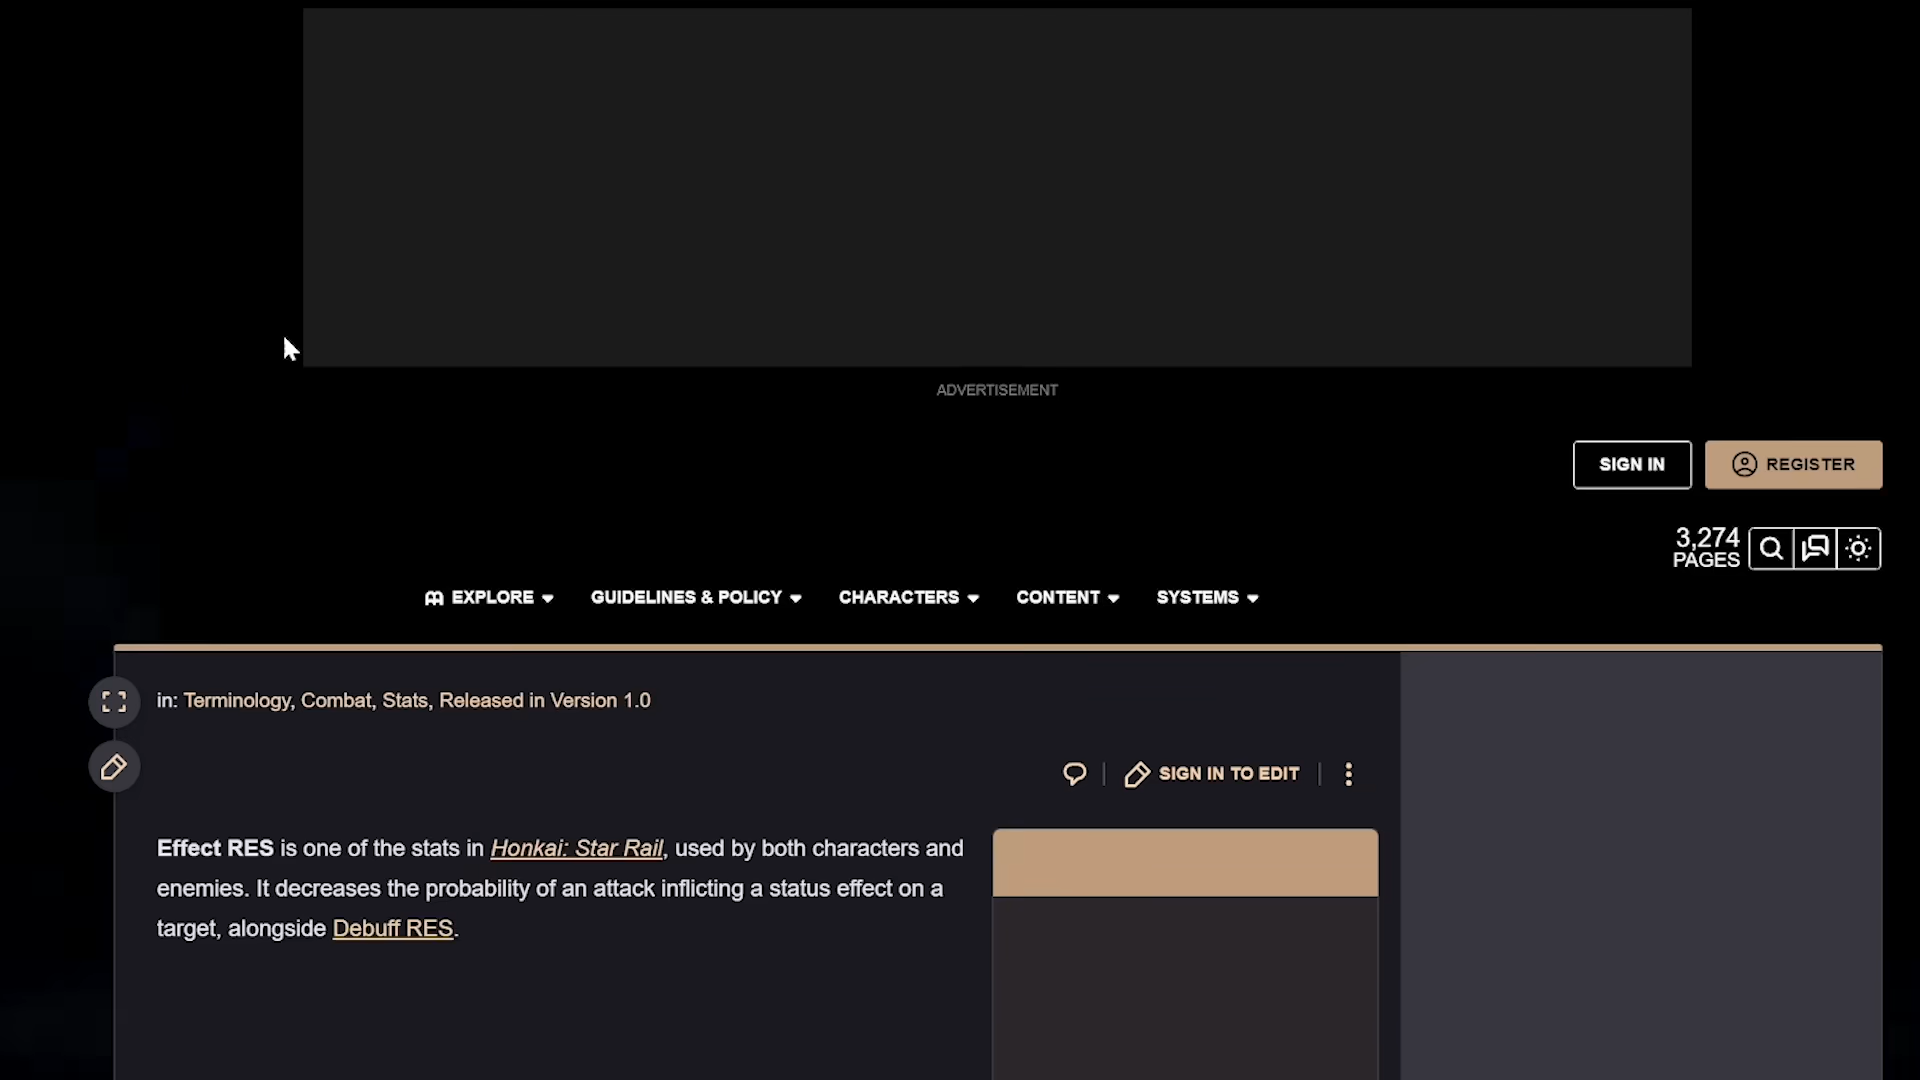 ADVERTISEMENT
SIGN IN
REGISTER
3,274
PAGES
EXPLORE
GUIDELINES & POLICY
CHARACTERS
CONTENT
SYSTEMS
in: Terminology, Combat, Stats, Released in Version 1.0
SIGN IN TO EDIT
Effect RES is one of the stats in Honkai: Star Rail, used by both characters and
enemies. It decreases the probability of an attack inflicting a status effect on a
target, alongside Debuff RES.